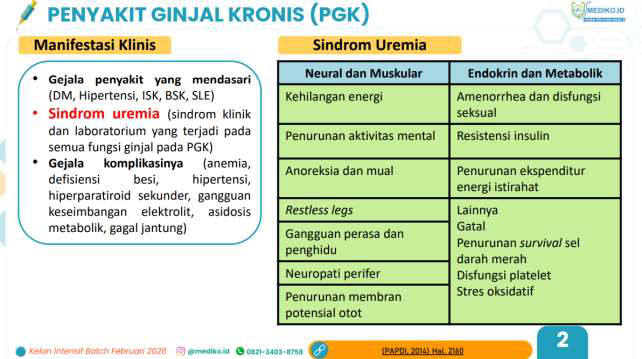 PENYAKIT GINJAL KRONIS (PGK)
MEDIKO.ID
Manifestasi Klinis
• Gejala penyakit yang mendasari
(DM, Hipertensi, ISK, BSK, SLE)
• Sindrom uremia (sindrom klinik
dan laboratorium yang terjadi pada
semua fungsi ginjal pada PGK)
• Gejala komplikasinya (anemia,
defisiensi besi, hipertensi,
hiperparatiroid sekunder, gangguan
keseimbangan elektrolit, asidosis
metabolik, gagal jantung)
Sindrom Uremia
Neural dan Muskular
Endokrin dan Metabolik
Kehilangan energi
Amenorrhea dan disfungsi
seksual
Penurunan aktivitas mental
Resistensi insulin
Anoreksia dan mual
Penurunan ekspenditur
energi istirahat
Restless legs
Gangguan perasa dan
penghidu
Neuropati perifer
Penurunan membran
potensial otot
Lainnya
Gatal
Penurunan survival sel
darah merah
Disfungsi platelet
Stres oksidatif
Kelon Intensif Batch Februari 2026
@mediko.id
0821-3403-8758
(PAPDI, 2014) Hal. 2160
2